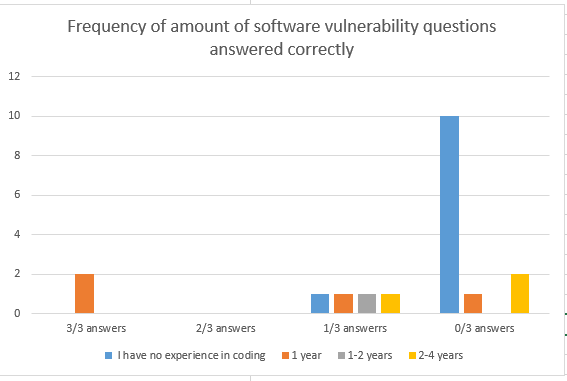 Frequency of amount of software vulnerability questions
answered correctly
12
10
8
6
4
2
0
3/3 answers 2/3 answers 1/3 answerrs 0/3 answers
I have no experience in coding 1 year 1-2 years 2-4 years